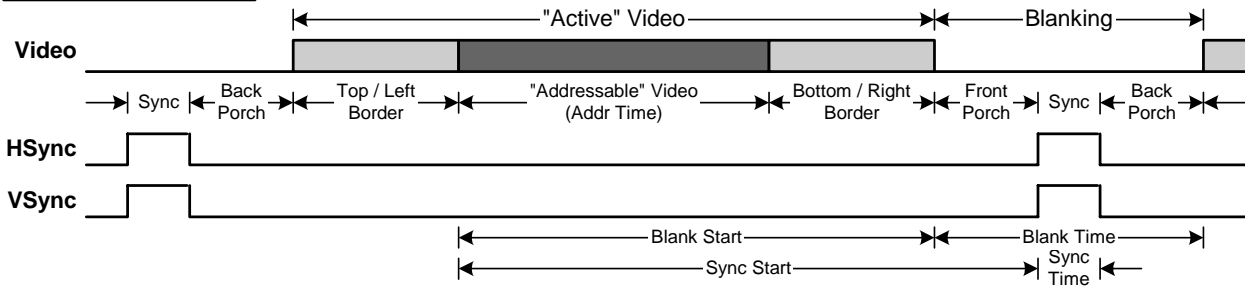 "Active" Video
Blanking
Video
Sync
Back
Porch
Top / Left
Border
"Addressable" Video
(Addr Time)
Bottom / Right
Border
Front
Porch
Sync
Back
Porch
HSync
VSync
Blank Start
Blank Time
Sync Start
Sync
Time